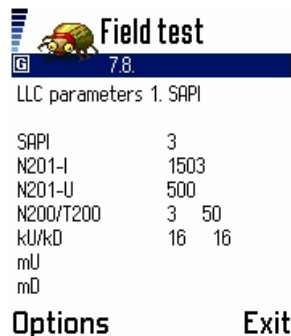 Field test
G 7.8.
LLC parameters 1. SAPI
SAPI 3
N201-I 1503
N201-U 500
N200/T200 3 50
kU/kD 16 16
mU
mD
Options Exit